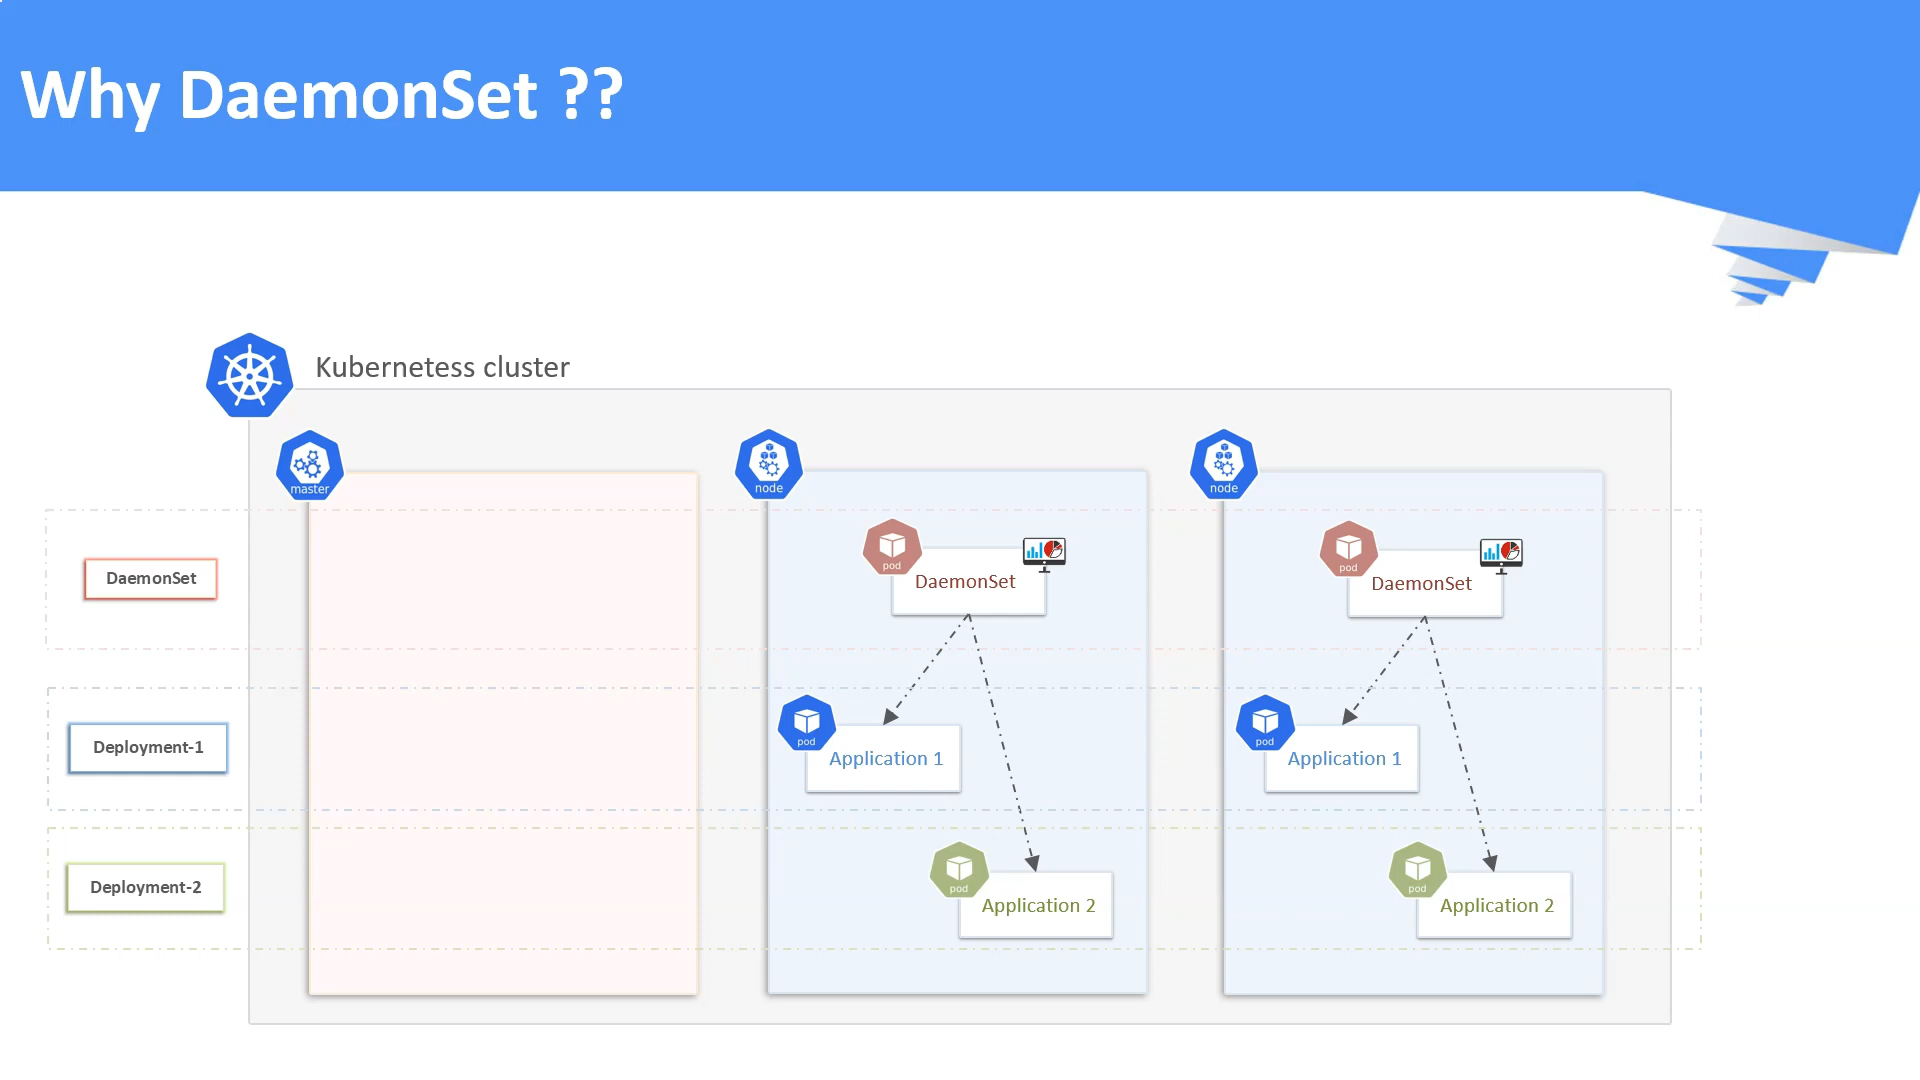 Why DaemonSet ??
Kubernetess cluster
master
node
node
DaemonSet
pod
DaemonSet
pod
DaemonSet
Deployment-1
pod
Application 1
pod
Application 1
Deployment-2
pod
Application 2
pod
Application 2